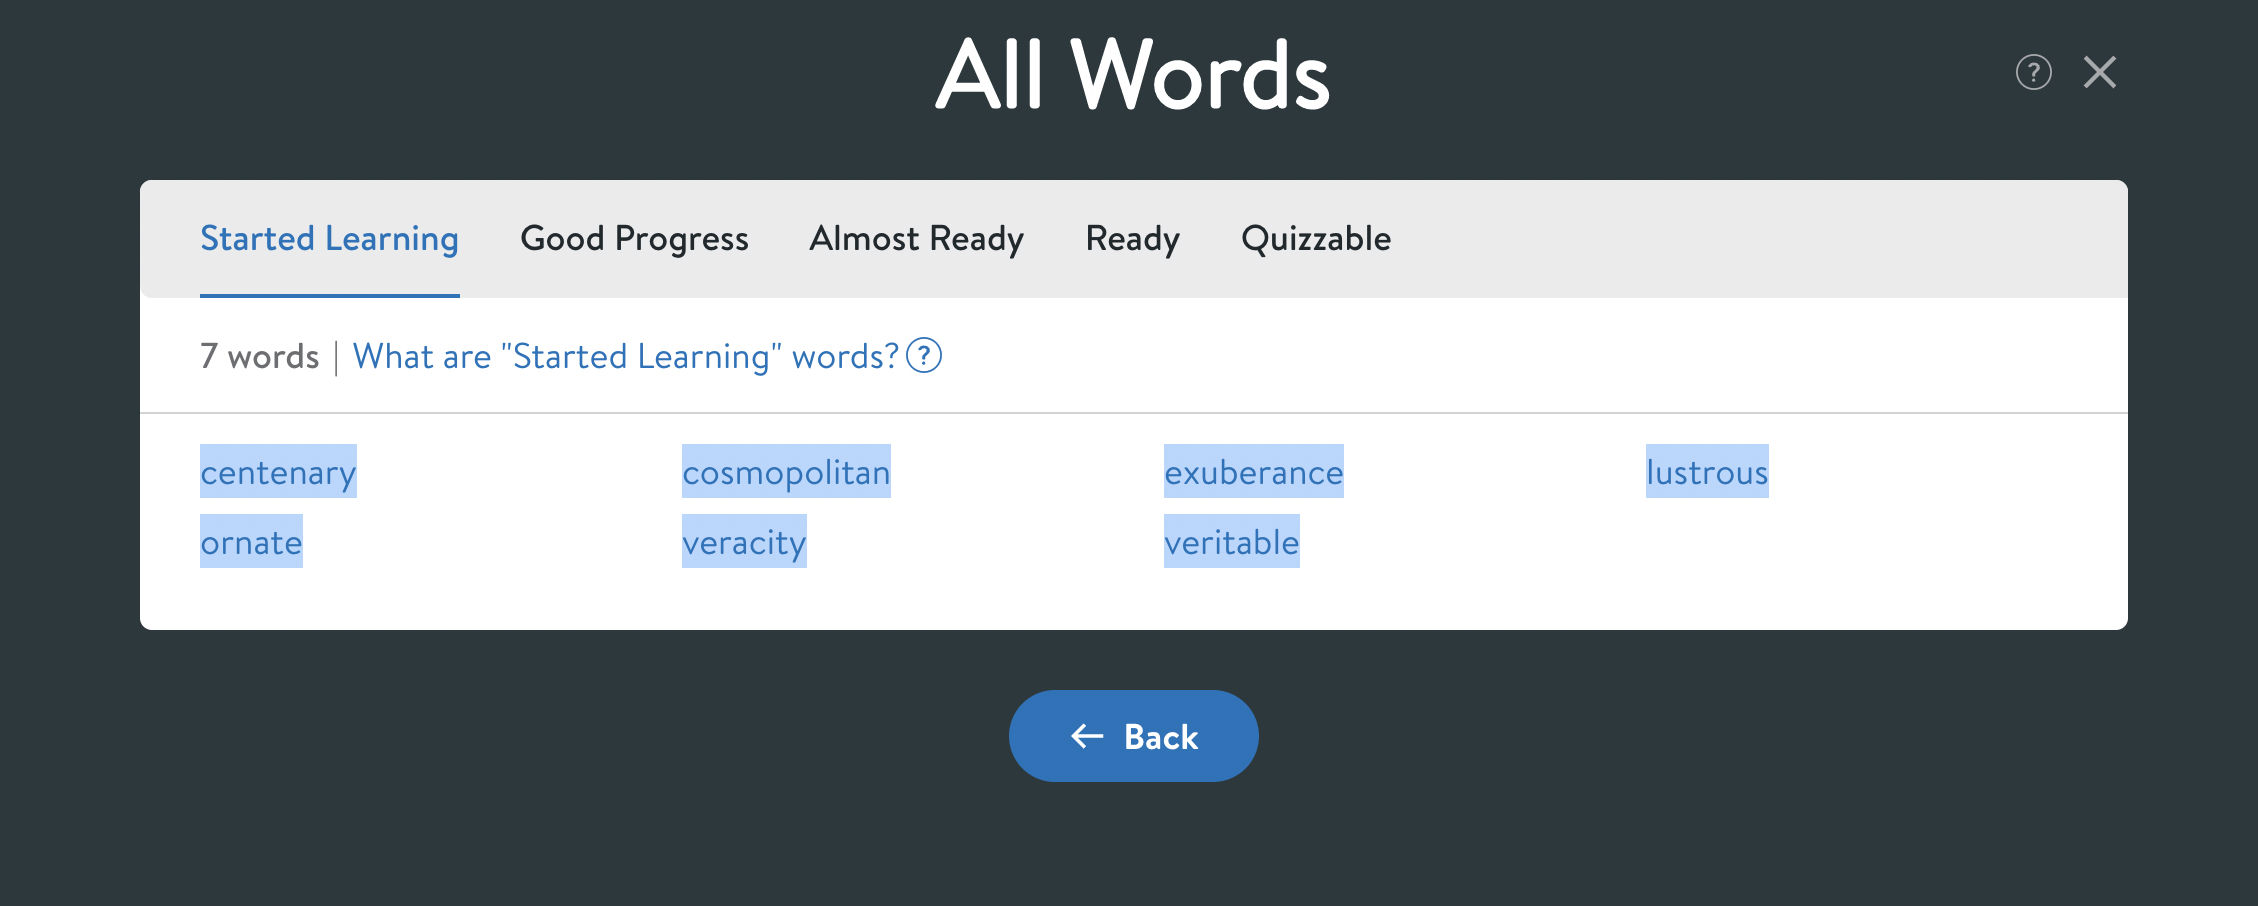 All Words
?
Started Learning Good Progress Almost Ready Ready Quizzable
7 words | What are "Started Learning" words? ?
centenary cosmopolitan exuberance lustrous
ornate veracity veritable
← Back